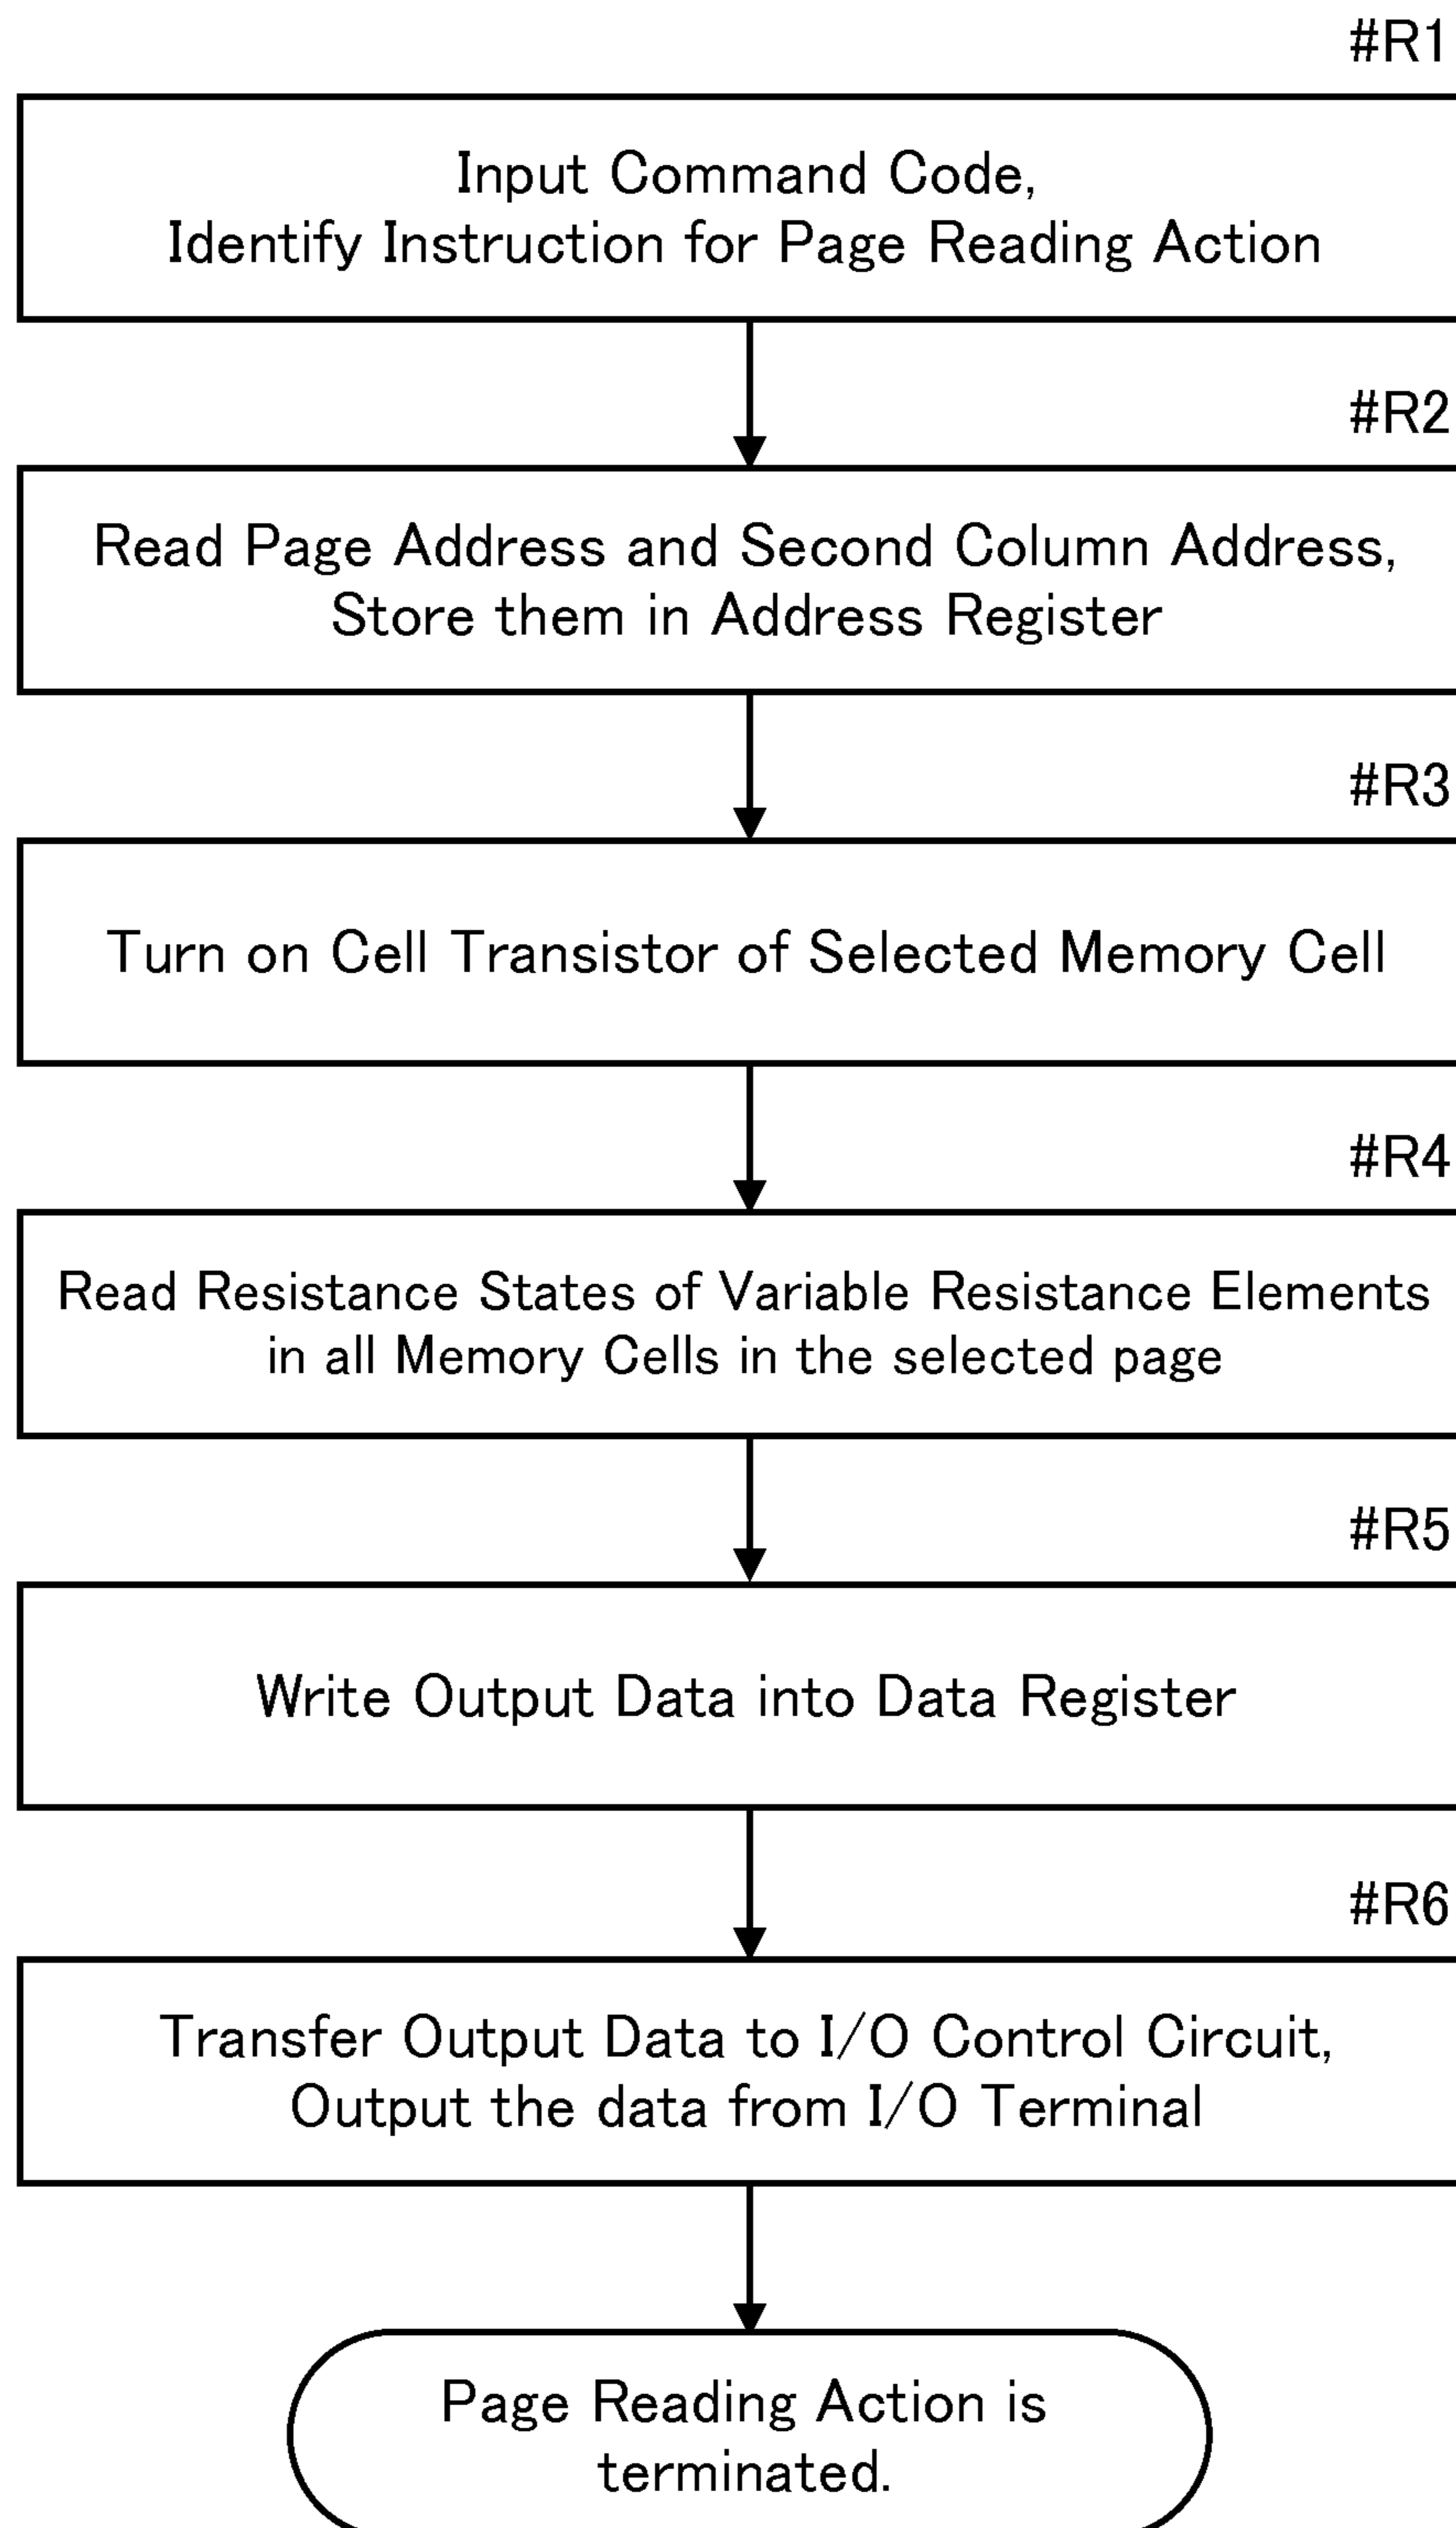 #R1
Input Command Code,
Identify Instruction for Page Reading Action
#R2
Read Page Address and Second Column Address,
Store them in Address Register
#R3
Turn on Cell Transistor of Selected Memory Cell
#R4
Read Resistance States of Variable Resistance Elements
in all Memory Cells in the selected page
#R5
Write Output Data into Data Register
#R6
Transfer Output Data to I/O Control Circuit,
Output the data from I/O Terminal
Page Reading Action is
terminated.